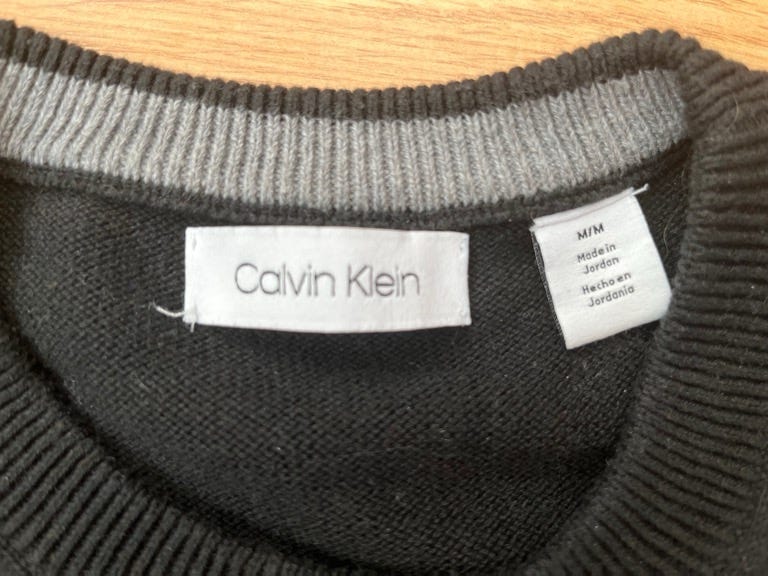 Calvin Klein
M/M
Made in
Jordan
Hecho en
Jordania